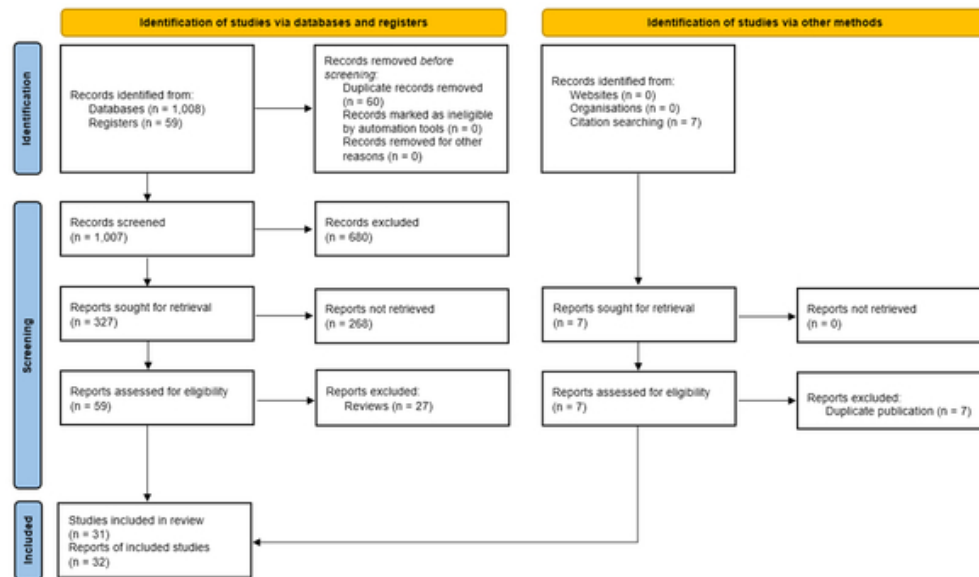 Identification of studies via databases and registers
Identification of studies via other methods
Identification
Records identified from:
Databases (n = 1,008)
Registers (n = 59)
Records removed before
screening:
Duplicate records removed
(n = 60)
Records marked as ineligible
by automation tools (n = 0)
Records removed for other
reasons (n = 0)
Records identified from:
Websites (n = 0)
Organisations (n = 0)
Citation searching (n = 7)
Screening
Records screened
(n = 1,007)
Records excluded
(n = 680)
Reports sought for retrieval
(n = 327)
Reports not retrieved
(n = 268)
Reports sought for retrieval
(n = 7)
Reports not retrieved
(n = 0)
Reports assessed for eligibility
(n = 59)
Reports excluded:
Reviews (n = 27)
Reports assessed for eligibility
(n = 7)
Reports excluded:
Duplicate publication (n = 7)
Included
Studies included in review
(n = 31)
Reports of included studies
(n = 32)